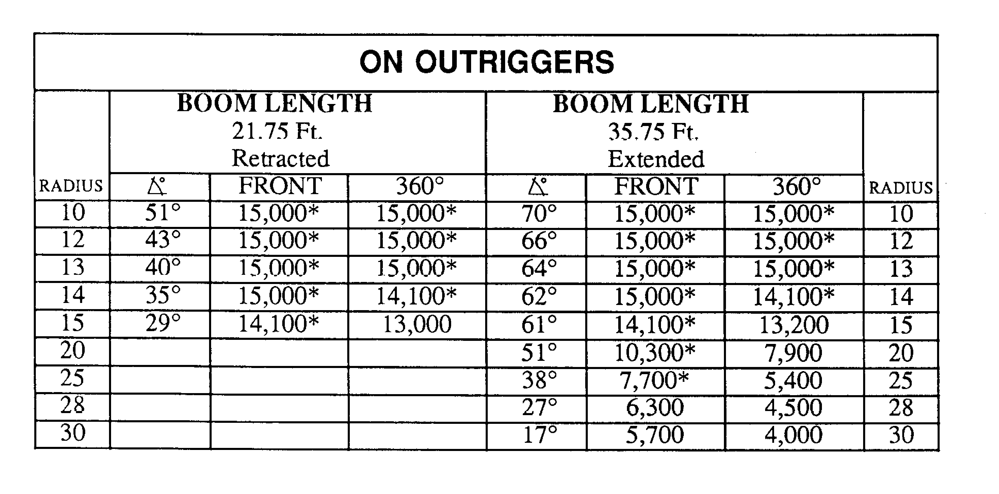 ON OUTRIGGERS
BOOM LENGTH BOOM LENGTH
21.75 Ft. 35.75 Ft.
Retracted Extended
RADIUS ° FRONT 360° ° FRONT 360° RADIUS
10 51° 15,000* 15,000* 70° 15,000* 15,000* 10
12 43° 15,000* 15,000* 66° 15,000* 15,000* 12
13 40° 15,000* 15,000* 64° 15,000* 15,000* 13
14 35° 15,000* 14,100* 62° 15,000* 14,100* 14
15 29° 14,100* 13,000 61° 14,100* 13,200 15
20 51° 10,300* 7,900 20
25 38° 7,700* 5,400 25
28 27° 6,300 4,500 28
30 17° 5,700 4,000 30